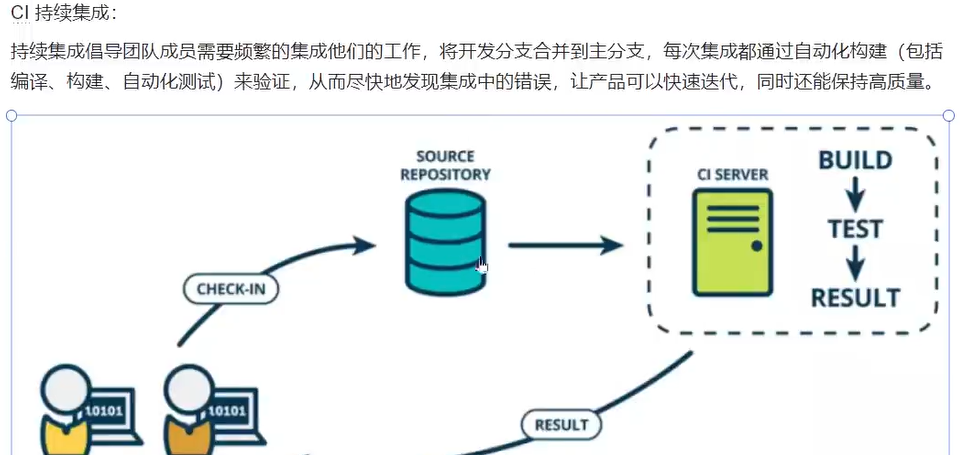 CI 持续集成：
持续集成倡导团队成员需要频繁的集成他们的工作，将开发分支合并到主分支，每次集成都通过自动化构建（包括
编译、构建、自动化测试）来验证，从而尽快地发现集成中的错误，让产品可以快速迭代，同时还能保持高质量。
SOURCE
REPOSITORY
CI SERVER
BUILD
TEST
RESULT
CHECK-IN
10101
10101
RESULT